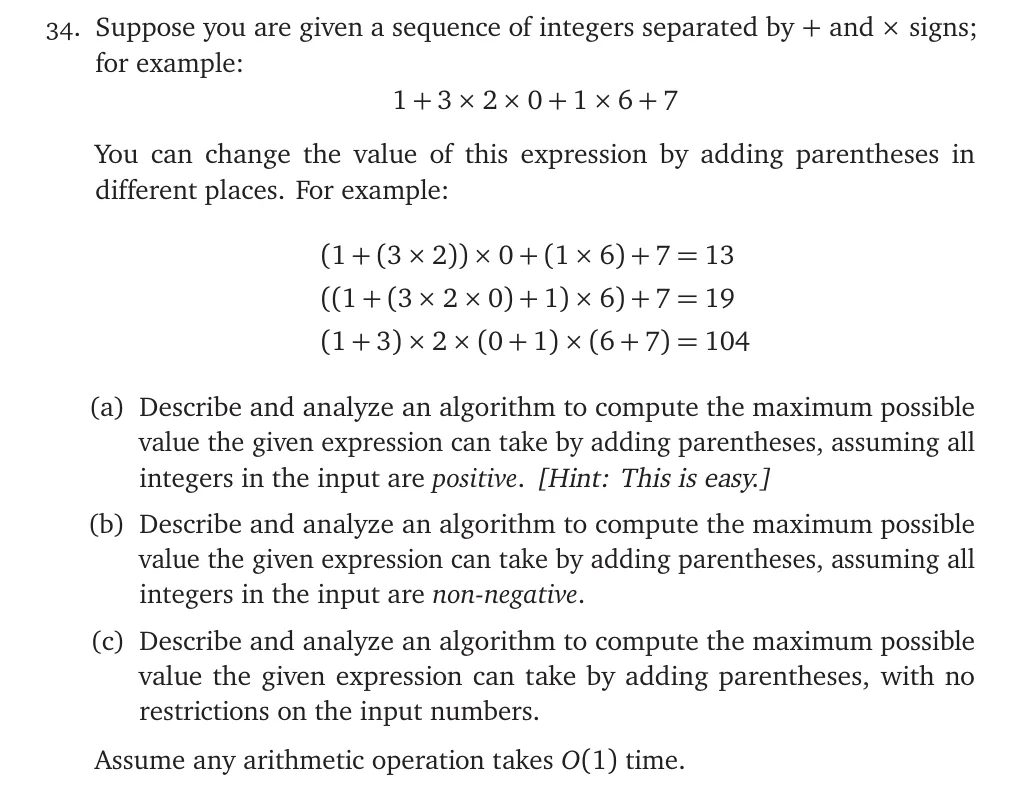 34. Suppose you are given a sequence of integers separated by + and × signs;
for example:
1 + 3 × 2 × 0 + 1 × 6 + 7
You can change the value of this expression by adding parentheses in
different places. For example:
(1 + (3 × 2)) × 0 + (1 × 6) + 7 = 13
((1 + (3 × 2 × 0) + 1) × 6) + 7 = 19
(1 + 3) × 2 × (0 + 1) × (6 + 7) = 104
(a) Describe and analyze an algorithm to compute the maximum possible
value the given expression can take by adding parentheses, assuming all
integers in the input are positive. [Hint: This is easy.]
(b) Describe and analyze an algorithm to compute the maximum possible
value the given expression can take by adding parentheses, assuming all
integers in the input are non-negative.
(c) Describe and analyze an algorithm to compute the maximum possible
value the given expression can take by adding parentheses, with no
restrictions on the input numbers.
Assume any arithmetic operation takes O(1) time.